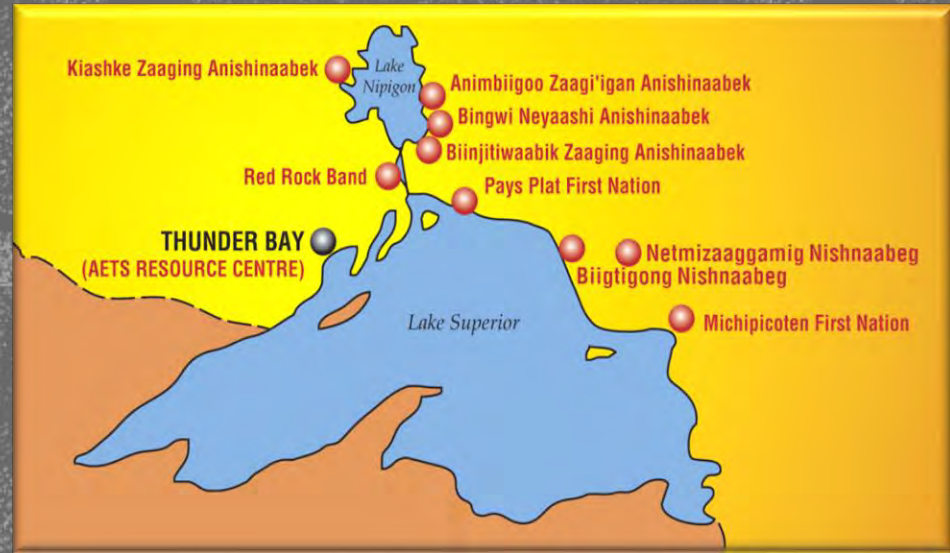 Kiashke Zaaging Anishinaabek
Lake
Nipigon
Animbiigoo Zaagi'igan Anishinaabek
Bingwi Neyaashi Anishinaabek
Biinjitiwaabik Zaaging Anishinaabek
Red Rock Band
Pays Plat First Nation
THUNDER BAY
(AETS RESOURCE CENTRE)
Netmizaaggamig Nishnaabeg
Biigtigong Nishnaabeg
Lake Superior
Michipicoten First Nation